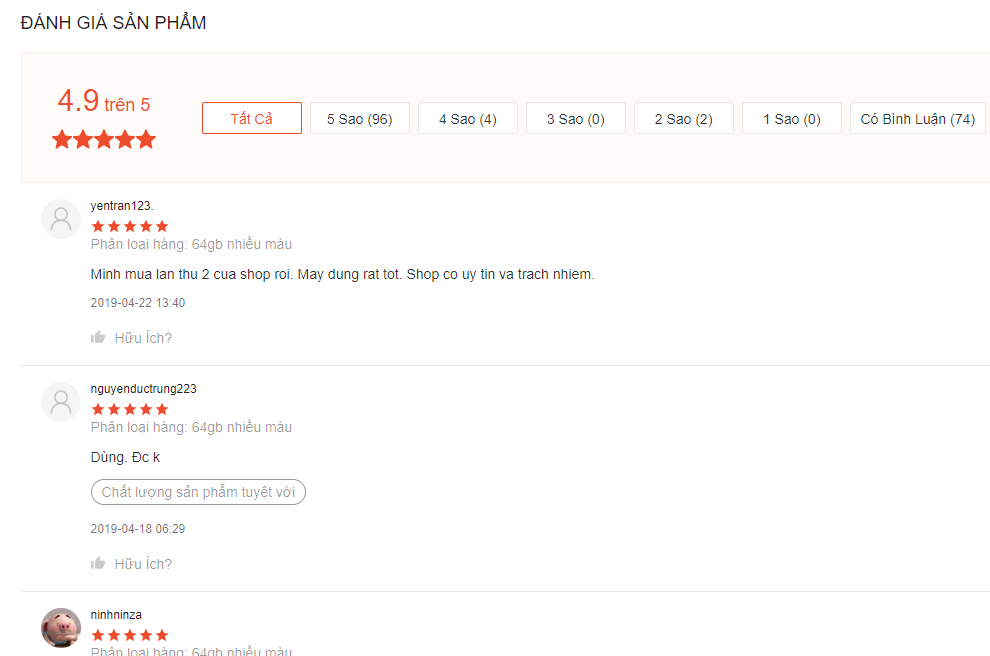 ĐÁNH GIÁ SẢN PHẨM
4.9 trên 5
Tất Cả
5 Sao (96)
4 Sao (4)
3 Sao (0)
2 Sao (2)
1 Sao (0)
Có Bình Luận (74)
yentran123.
Phân loại hàng: 64gb nhiều màu
Minh mua lan thu 2 cua shop roi. May dung rat tot. Shop co uy tin va trach nhiem.
2019-04-22 13:40
Hữu Ích?
nguyenductrung223
Phân loại hàng: 64gb nhiều màu
Dùng. Đc k
Chất lượng sản phẩm tuyệt vời
2019-04-18 06:29
Hữu Ích?
ninhninza
Phân loại hàng: 64gb nhiều màu